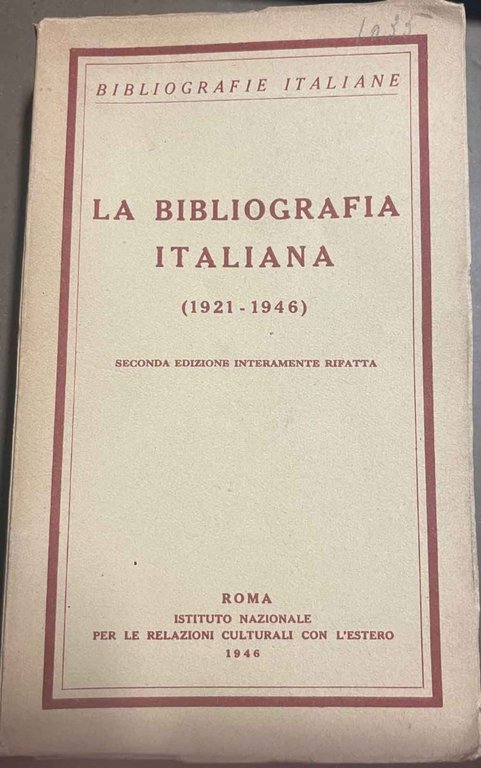 1935
BIBLIOGRAFIE ITALIANE
LA BIBLIOGRAFIA
ITALIANA
(1921-1946)
SECONDA EDIZIONE INTERAMENTE RIFATTA
ROMA
ISTITUTO NAZIONALE
PER LE RELAZIONI CULTURALI CON L'ESTERO
1946